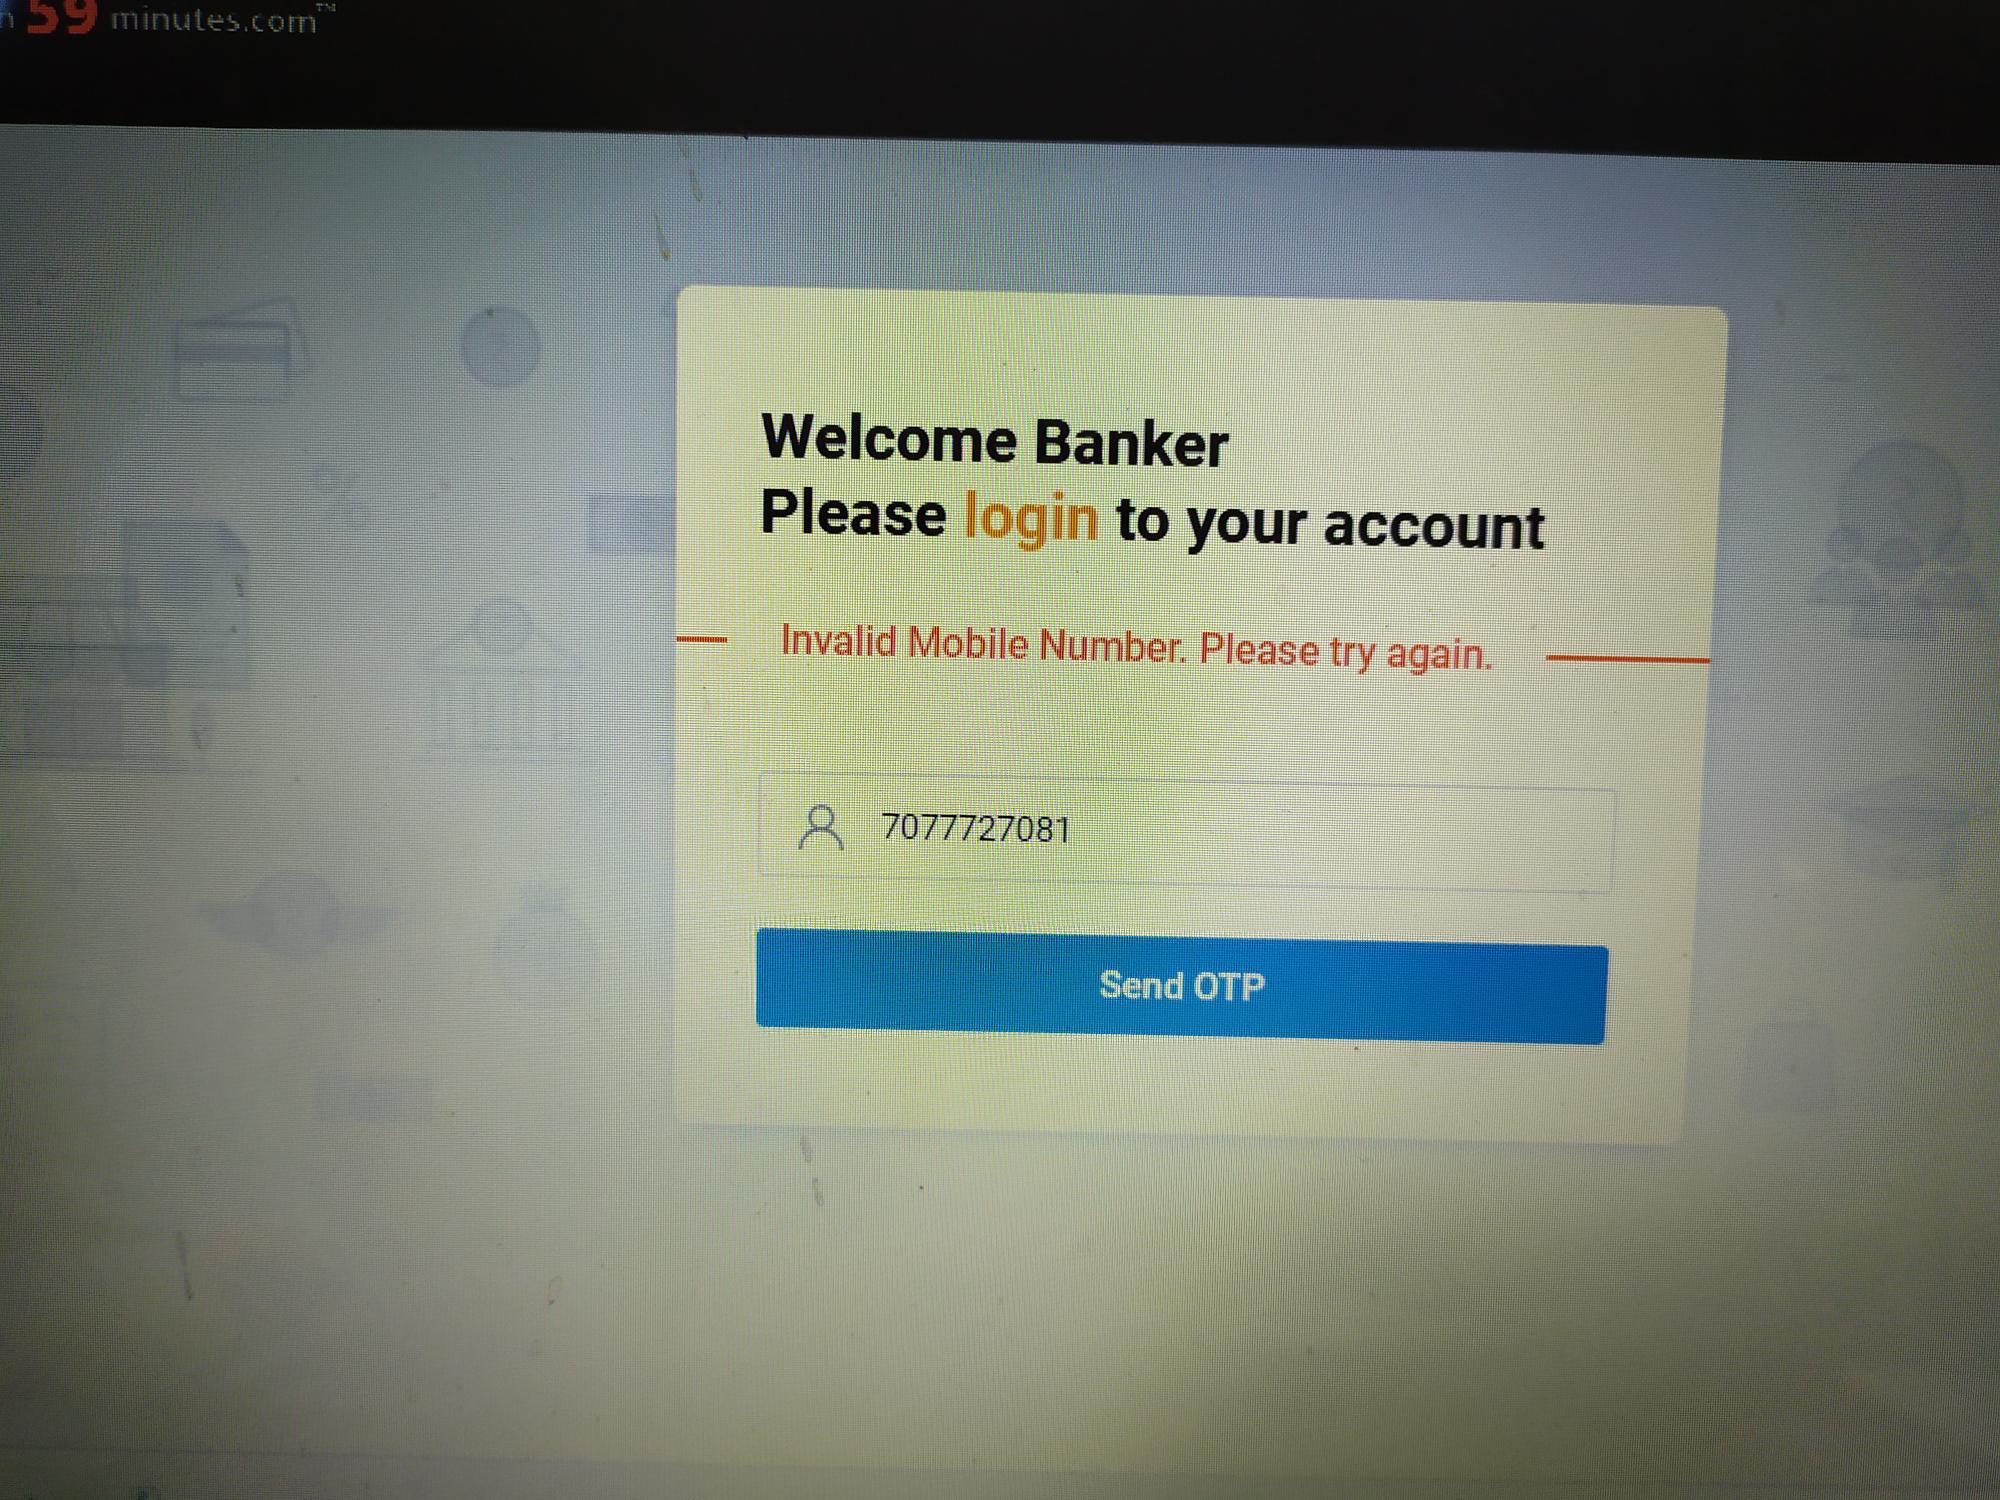 59 minutes.com™
Welcome Banker
Please login to your account
Invalid Mobile Number. Please try again.
7077727081
Send OTP